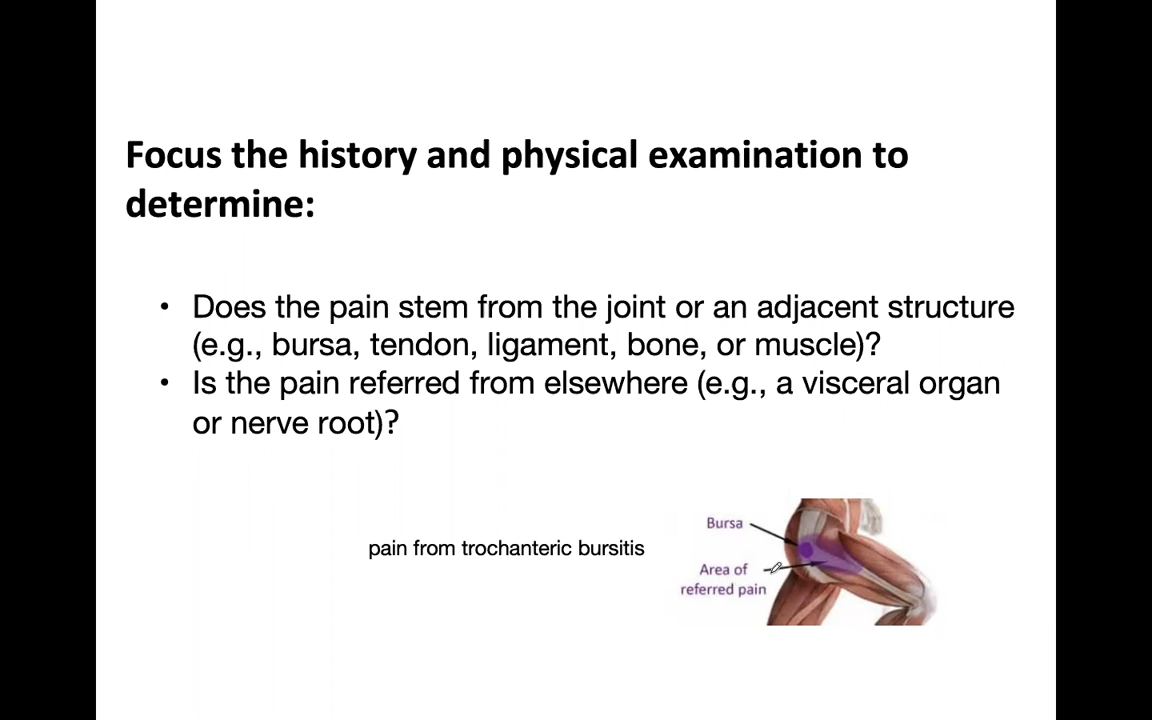 Focus the history and physical examination to
determine:
• Does the pain stem from the joint or an adjacent structure
(e.g., bursa, tendon, ligament, bone, or muscle)?
• Is the pain referred from elsewhere (e.g., a visceral organ
or nerve root)?
pain from trochanteric bursitis
Bursa
Area of
referred pain